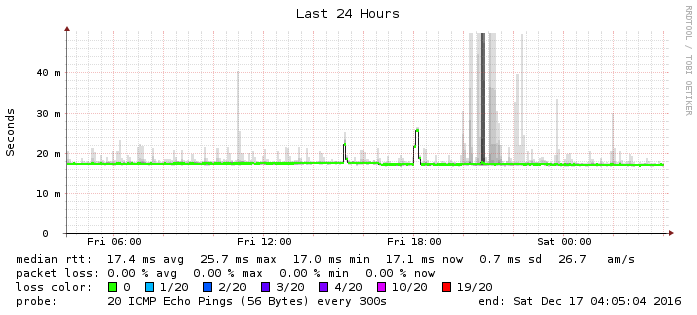 Last 24 Hours
RRDTOOL / TOBI OETIKER
Seconds
40 m
30 m
20 m
10 m
0
Fri 06:00 Fri 12:00 Fri 18:00 Sat 00:00
median rtt: 17.4 ms avg 25.7 ms max 17.0 ms min 17.1 ms now 0.7 ms sd 26.7 am/s
packet loss: 0.00 % avg 0.00 % max 0.00 % min 0.00 % now
loss color: 0 1/20 2/20 3/20 4/20 10/20 19/20
probe: 20 ICMP Echo Pings (56 Bytes) every 300s end: Sat Dec 17 04:05:04 2016